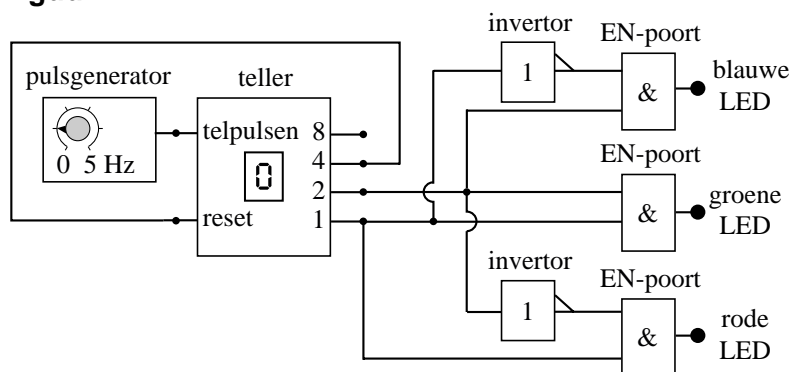 invertor
EN-poort
pulsgenerator
teller
1
&
blauwe
LED
telpulsen
8
0 5 Hz
0
4
EN-poort
2
&
groene
LED
reset
1
invertor
EN-poort
1
&
rode
LED